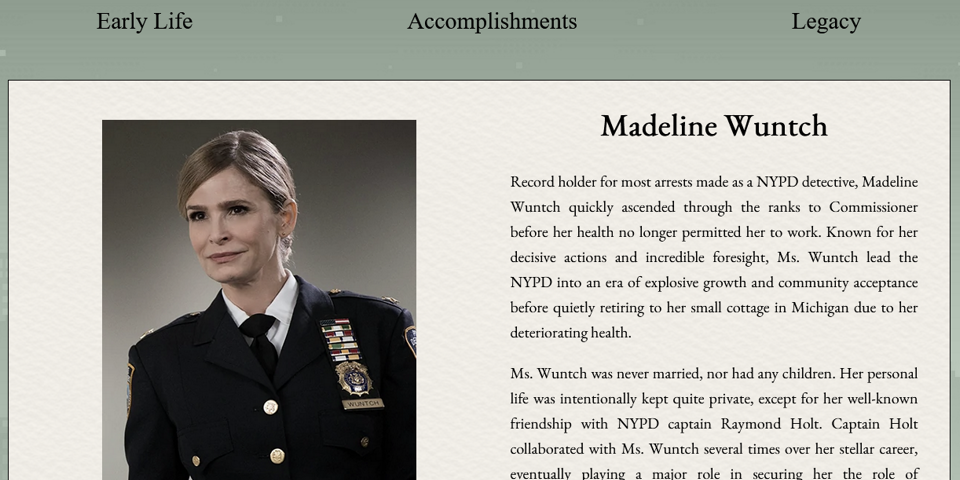 Early Life
Accomplishments
Legacy
Madeline Wuntch
Record holder for most arrests made as a NYPD detective, Madeline
Wuntch quickly ascended through the ranks to Commissioner
before her health no longer permitted her to work. Known for her
decisive actions and incredible foresight, Ms. Wuntch lead the
NYPD into an era of explosive growth and community acceptance
before quietly retiring to her small cottage in Michigan due to her
deteriorating health.
Ms. Wuntch was never married, nor had any children. Her personal
life was intentionally kept quite private, except for her well-known
friendship with NYPD captain Raymond Holt. Captain Holt
collaborated with Ms. Wuntch several times over her stellar career,
eventually playing a major role in securing her the role of
WUNTCH